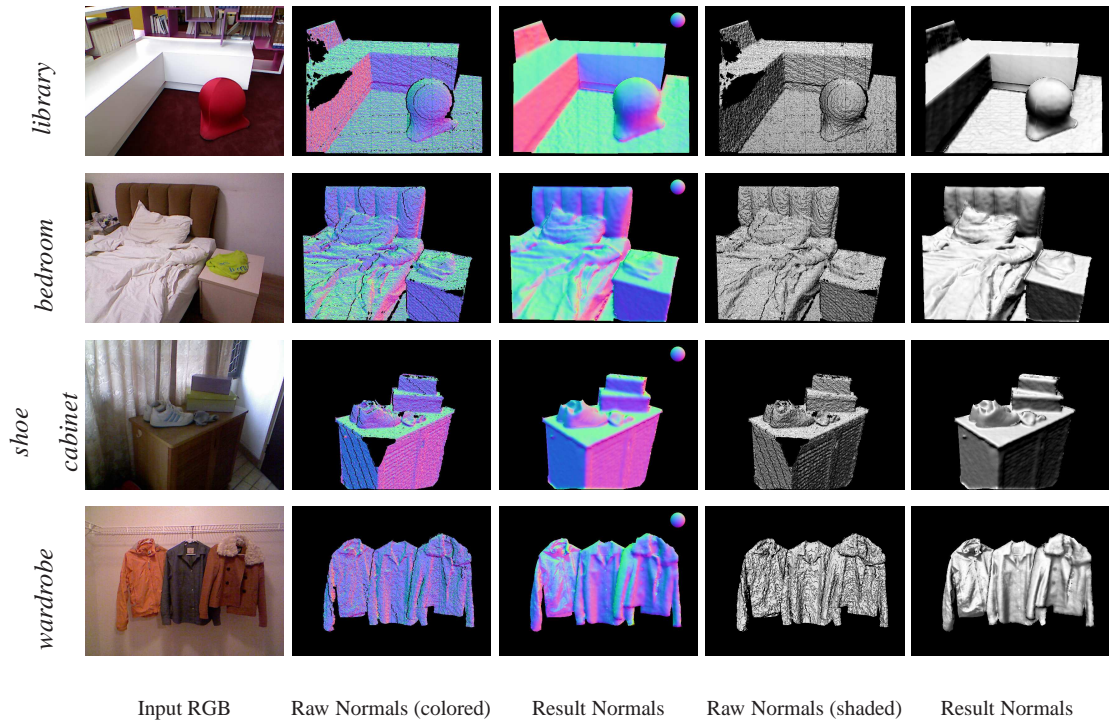 library
bedroom
shoe
cabinet
wardrobe
Input RGB
Raw Normals (colored)
Result Normals
Raw Normals (shaded)
Result Normals